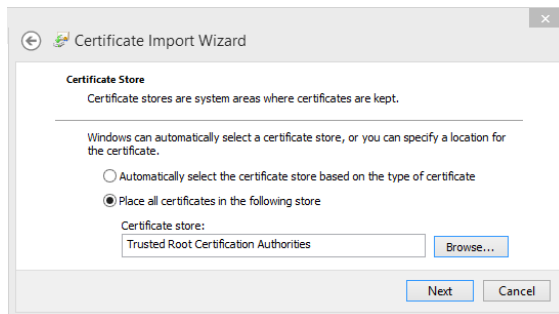 Certificate Import Wizard
Certificate Store
Certificate stores are system areas where certificates are kept.
Windows can automatically select a certificate store, or you can specify a location for
the certificate.
Automatically select the certificate store based on the type of certificate
Place all certificates in the following store
Certificate store:
Trusted Root Certification Authorities
Browse...
Next
Cancel